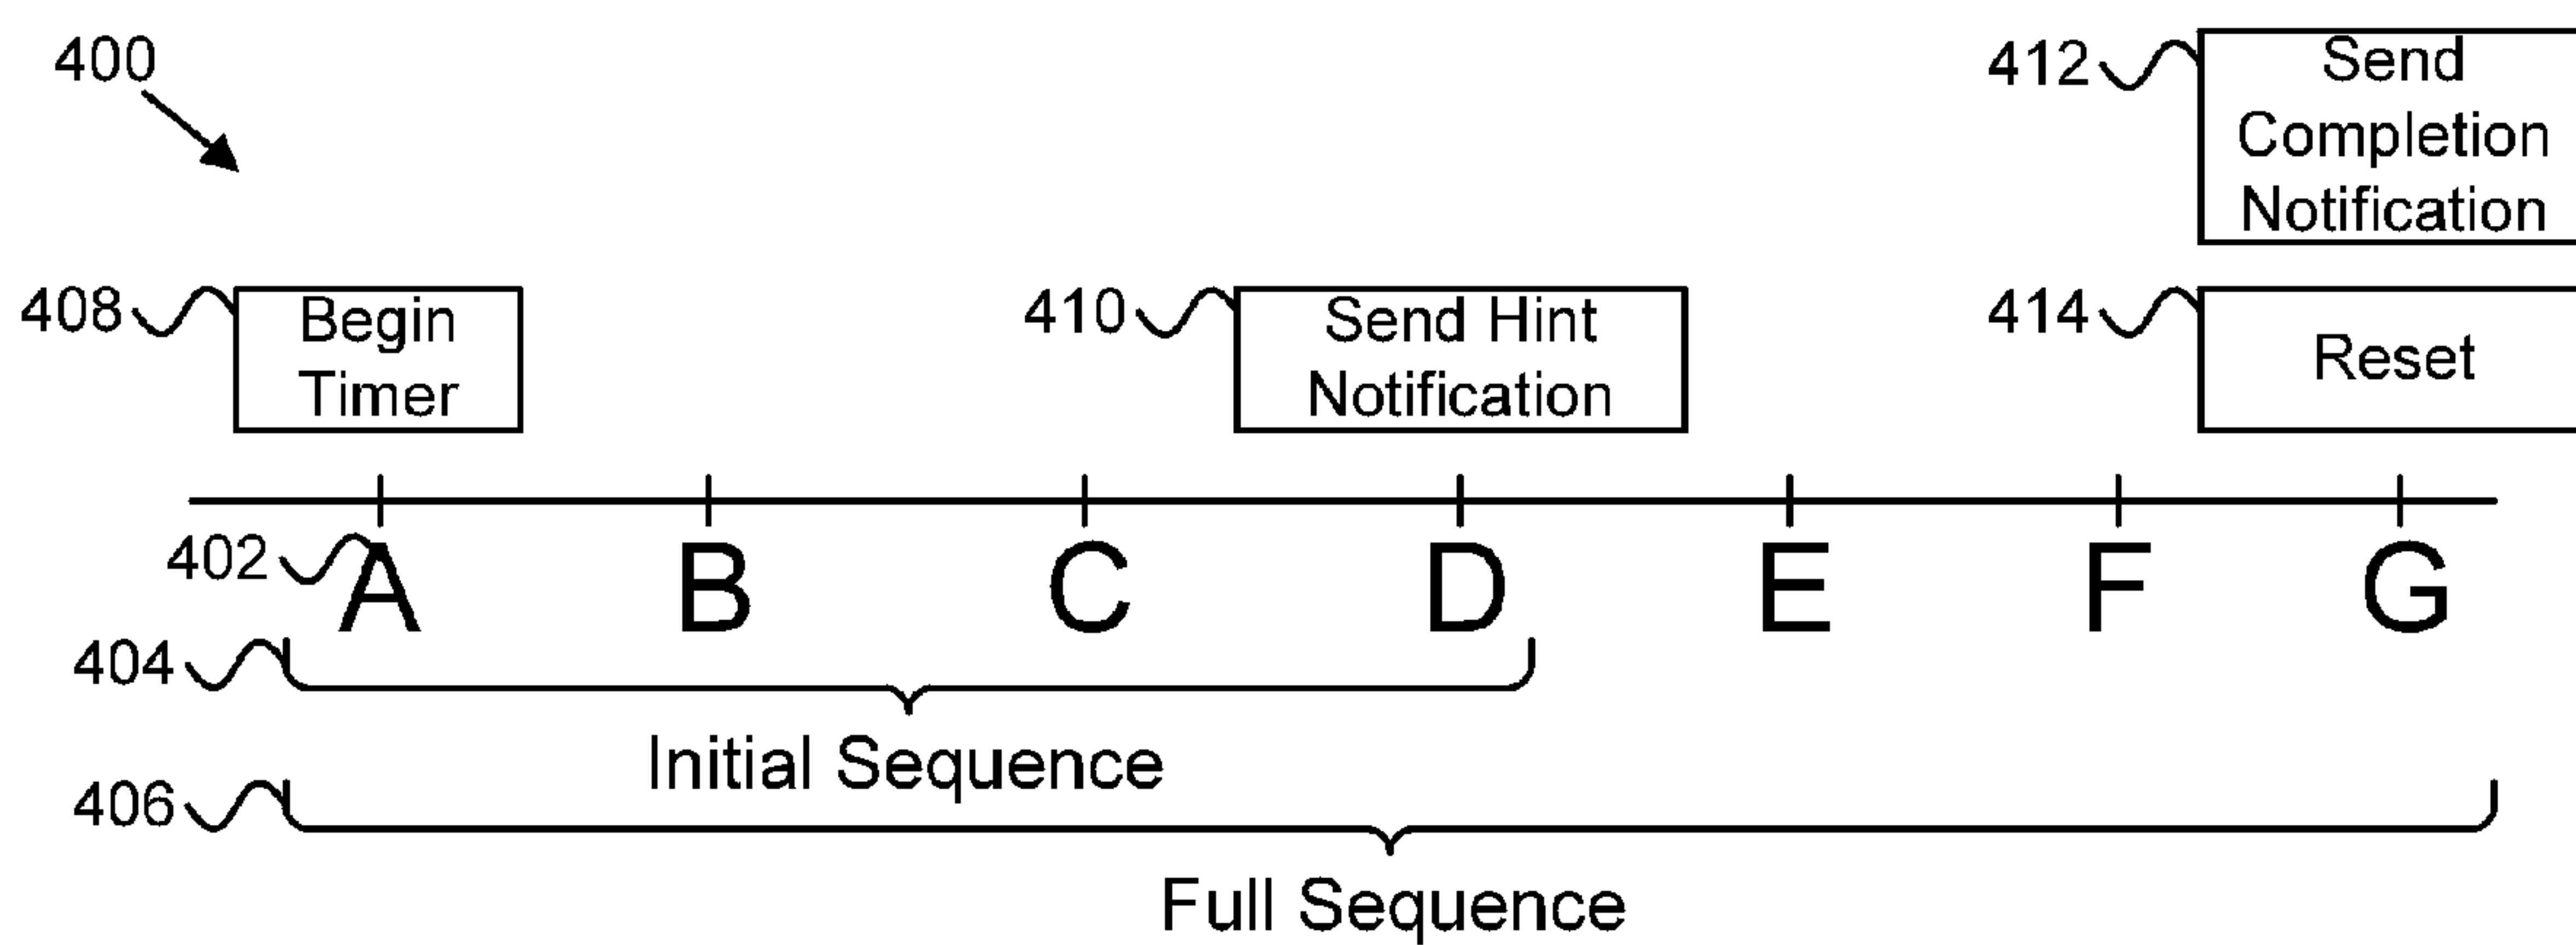 400
412
Send
Completion
Notification
408
Begin
Timer
410
Send Hint
Notification
414
Reset
402
A B C D E F G
404
Initial Sequence
406
Full Sequence